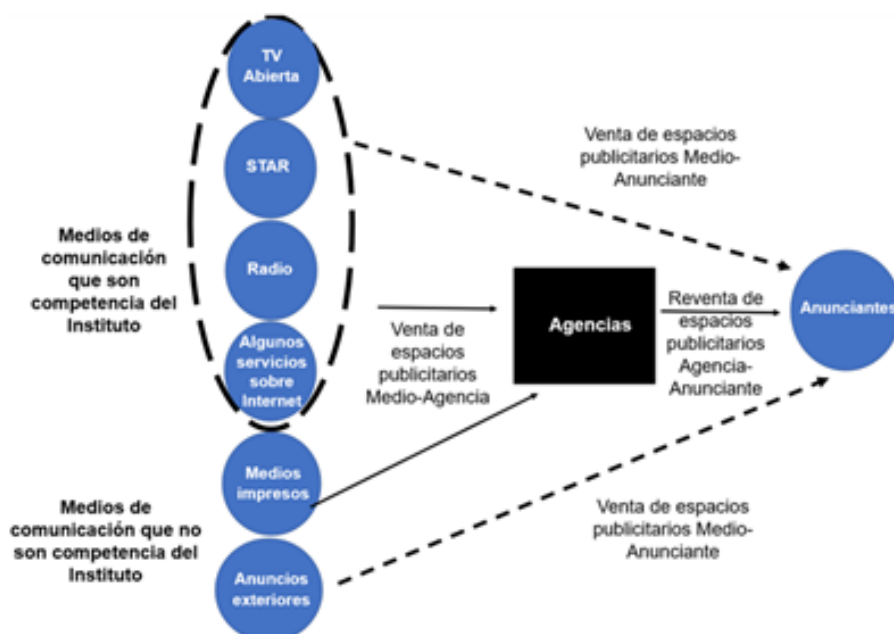 TV
Abierta
STAR
Radio
Algunos
servicios
sobre
Internet
Medios
impresos
Anuncios
exteriores
Medios de
comunicación
que son
competencia del
Instituto
Medios de
comunicación que no
son competencia del
Instituto
Venta de
espacios
publicitarios
Medio-Agencia
Agencias
Venta de espacios
publicitarios Medio-
Anunciante
Reventa de
espacios
publicitarios
Agencia-
Anunciante
Anunciantes
Venta de espacios
publicitarios Medio-
Anunciante